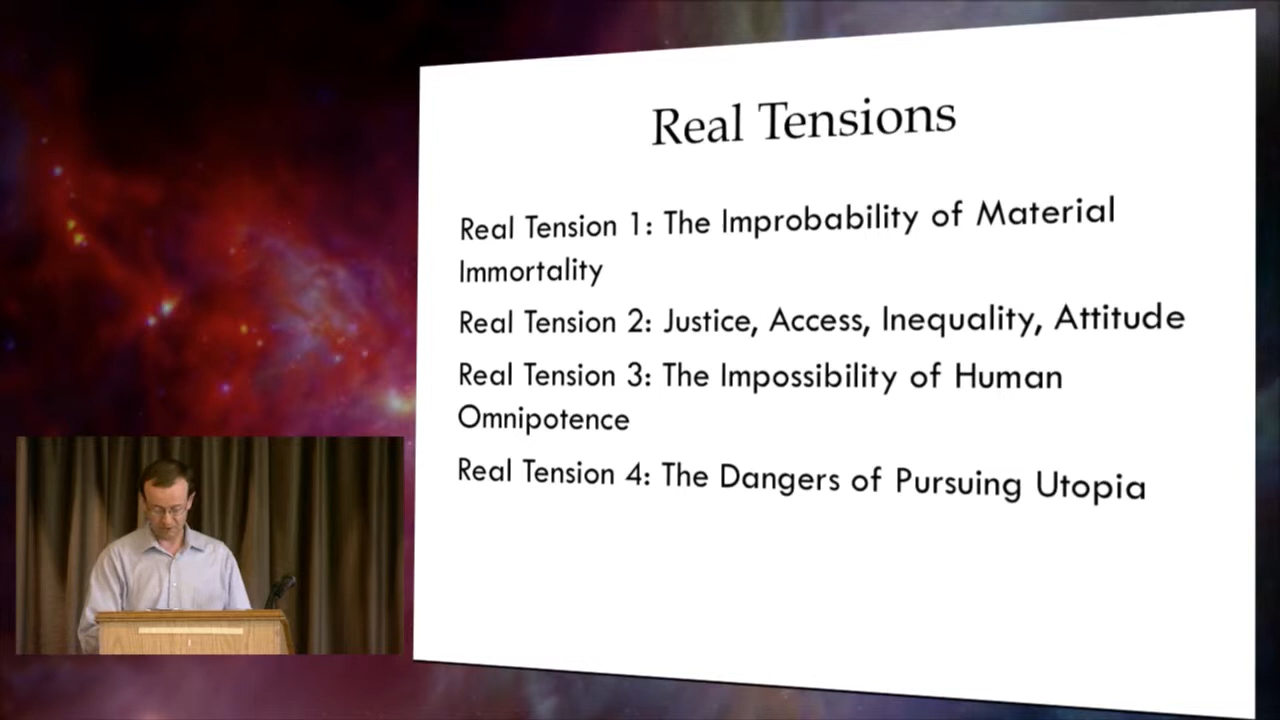 Real Tensions
Real Tension 1: The Improbability of Material
Immortality
Real Tension 2: Justice, Access, Inequality, Attitude
Real Tension 3: The Impossibility of Human
Omnipotence
Real Tension 4: The Dangers of Pursuing Utopia